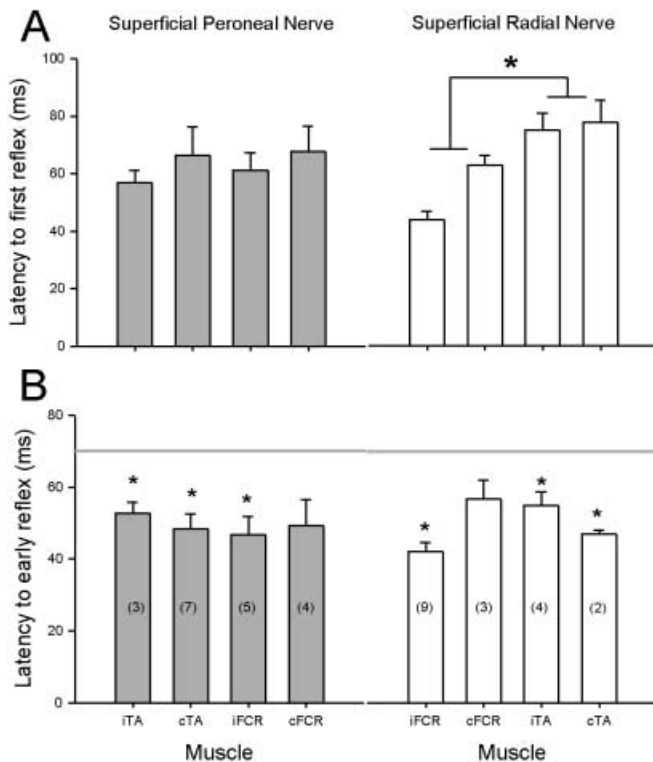 A
Superficial Peroneal Nerve
Superficial Radial Nerve
Latency to first reflex (ms)
100
80
60
40
20
0
*
B
Latency to early reflex (ms)
80
60
40
20
0
* * *
* * *
(3) (7) (5) (4)
(9) (3) (4) (2)
iTA cTA iFCR cFCR
iFCR cFCR iTA cTA
Muscle
Muscle